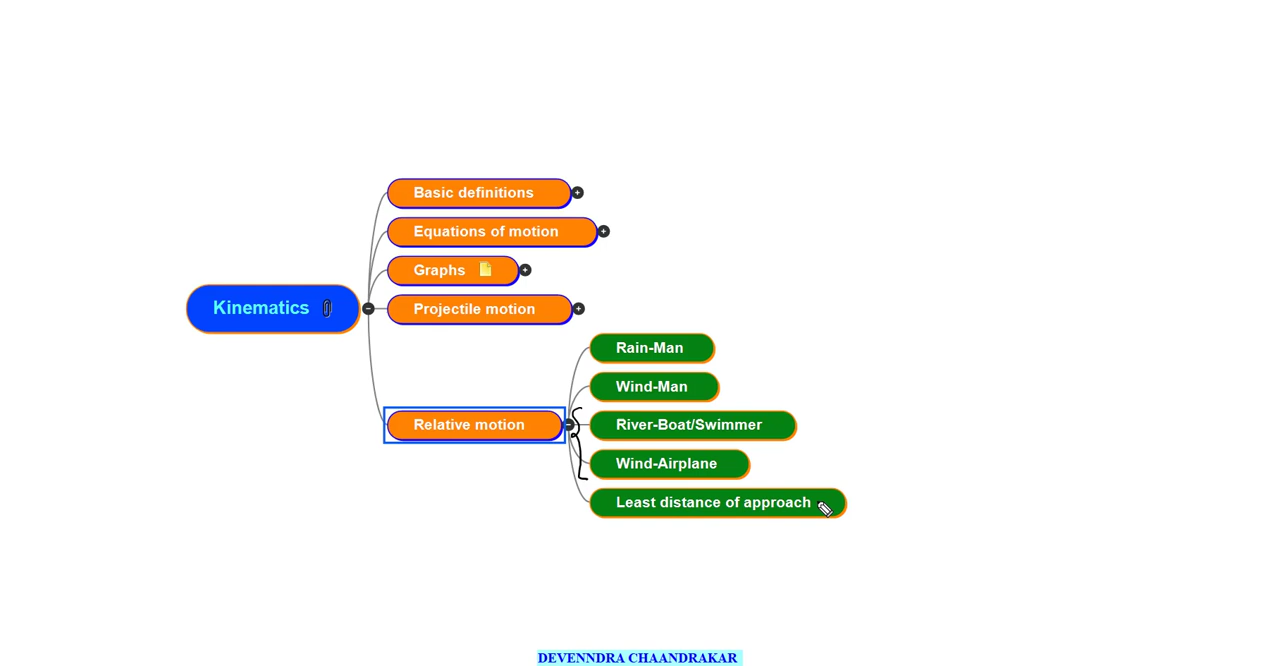 Basic definitions
Equations of motion
Graphs
Kinematics
Projectile motion
Rain-Man
Wind-Man
Relative motion
River-Boat/Swimmer
Wind-Airplane
Least distance of approach
DEVENNDRA CHAANDRAKAR